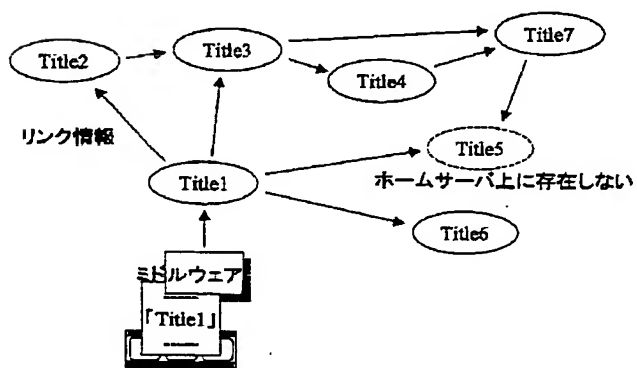 Title7
Title3
Title2
Title4
リンク情報
Title5
Title1
ホームサーバ上に存在しない
Title6
ミドルウェア
「Title1」